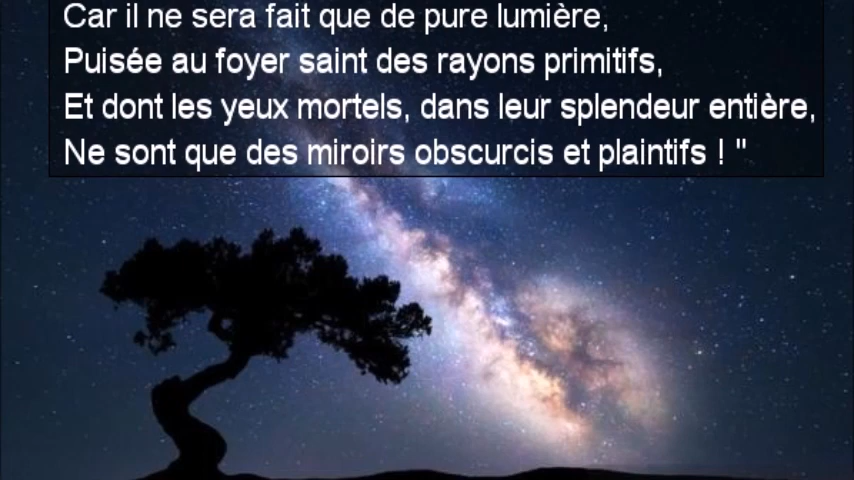 Car il ne sera fait que de pure lumière,
Puisée au foyer saint des rayons primitifs,
Et dont les yeux mortels, dans leur splendeur entière,
Ne sont que des miroirs obscurcis et plaintifs ! "